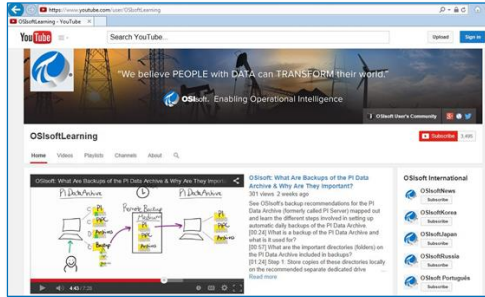 https://www.youtube.com/user/OSIsoftLearning
OSIsoftLearning - YouTube
YouTube
Search YouTube...
Upload
Sign in
"We believe PEOPLE with DATA can TRANSFORM their world."
OSIsoft. Enabling Operational Intelligence
OSIsoft User's Community
OSIsoftLearning
Subscribe
3,495
Home
Videos
Playlists
Channels
About
OSIsoft: What Are Backups of the PI Data Archive & Why Are They Important?
PI Data Archive
PI Data Archive
Remote Backup
Medium
4:43 / 7:25
OSIsoft: What Are Backups of the PI Data
Archive & Why Are They Important?
381 views 2 weeks ago
See OSIsoft's backup recommendations for the PI
Data Archive (formerly called PI Server) mapped out
and learn the different steps involved in setting up
automatic daily backups of the PI Data Archive.
[00:24] What is a backup of the PI Data Archive and
what is it used for?
[00:57] What are the important directories (folders) on
the PI Data Archive included in backups?
[01:24] Step 1. Store copies of these directories locally
on the recommended separate dedicated drive ...
Read more
OSIsoft International
OSIsoftNews
Subscribe
OSIsoftKorea
Subscribe
OSIsoftJapan
Subscribe
OSIsoftRussia
Subscribe
OSIsoft Português
Subscribe